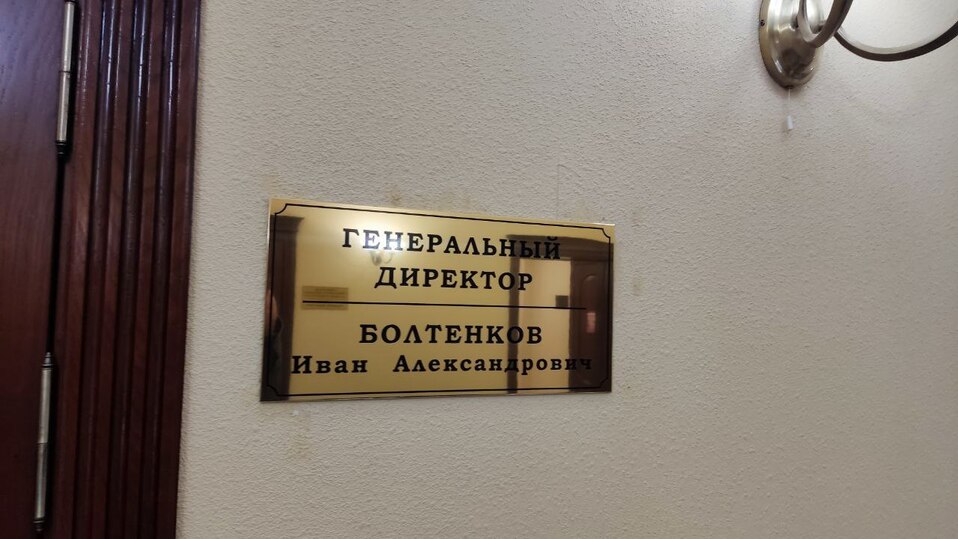 ГЕНЕРАЛЬНЫЙ
ДИРЕКТОР
БОЛТЕНКОВ
Иван Александрович